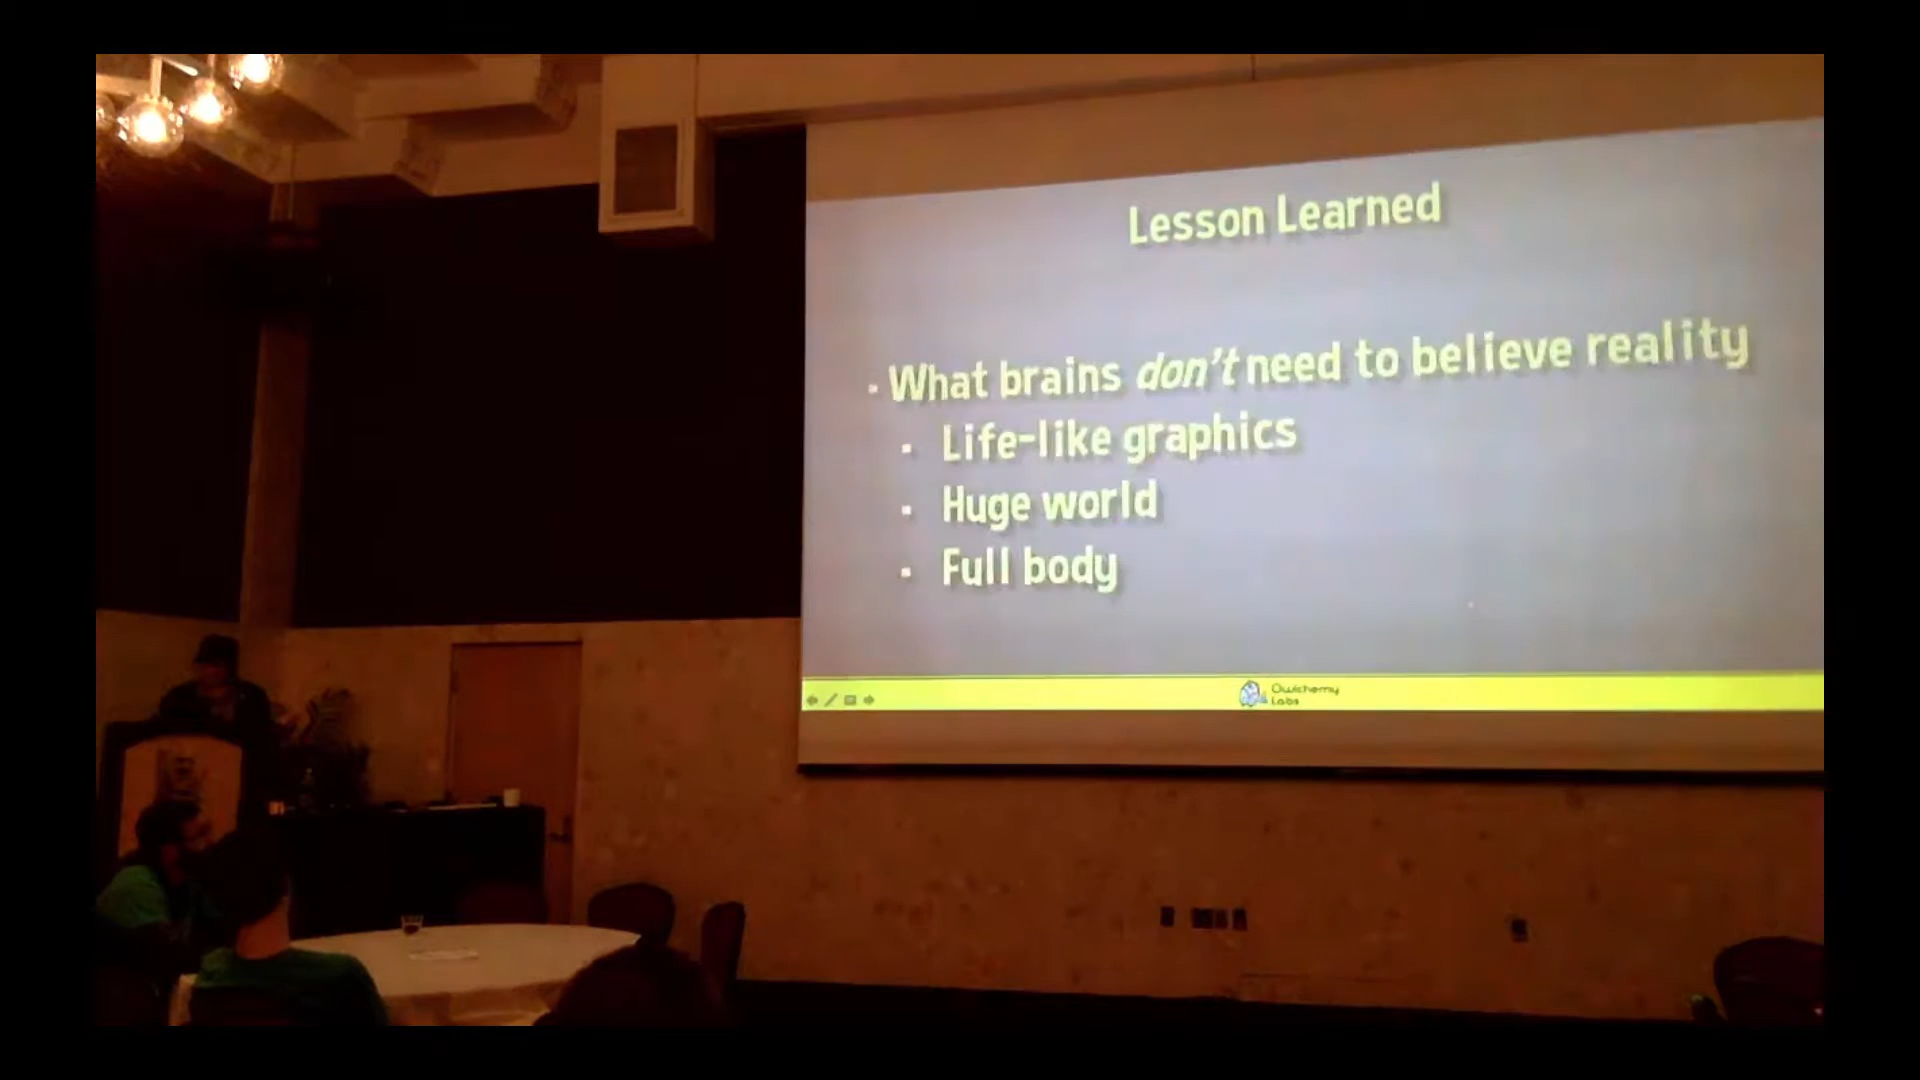 Lesson Learned
What brains don't need to believe reality
Life-like graphics
Huge world
Full body
Owlchemy
Labs